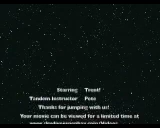 Starring Trent!
Tandem Instructor Pete
Thanks for jumping with us!
Your movie can be viewed for a limited time at